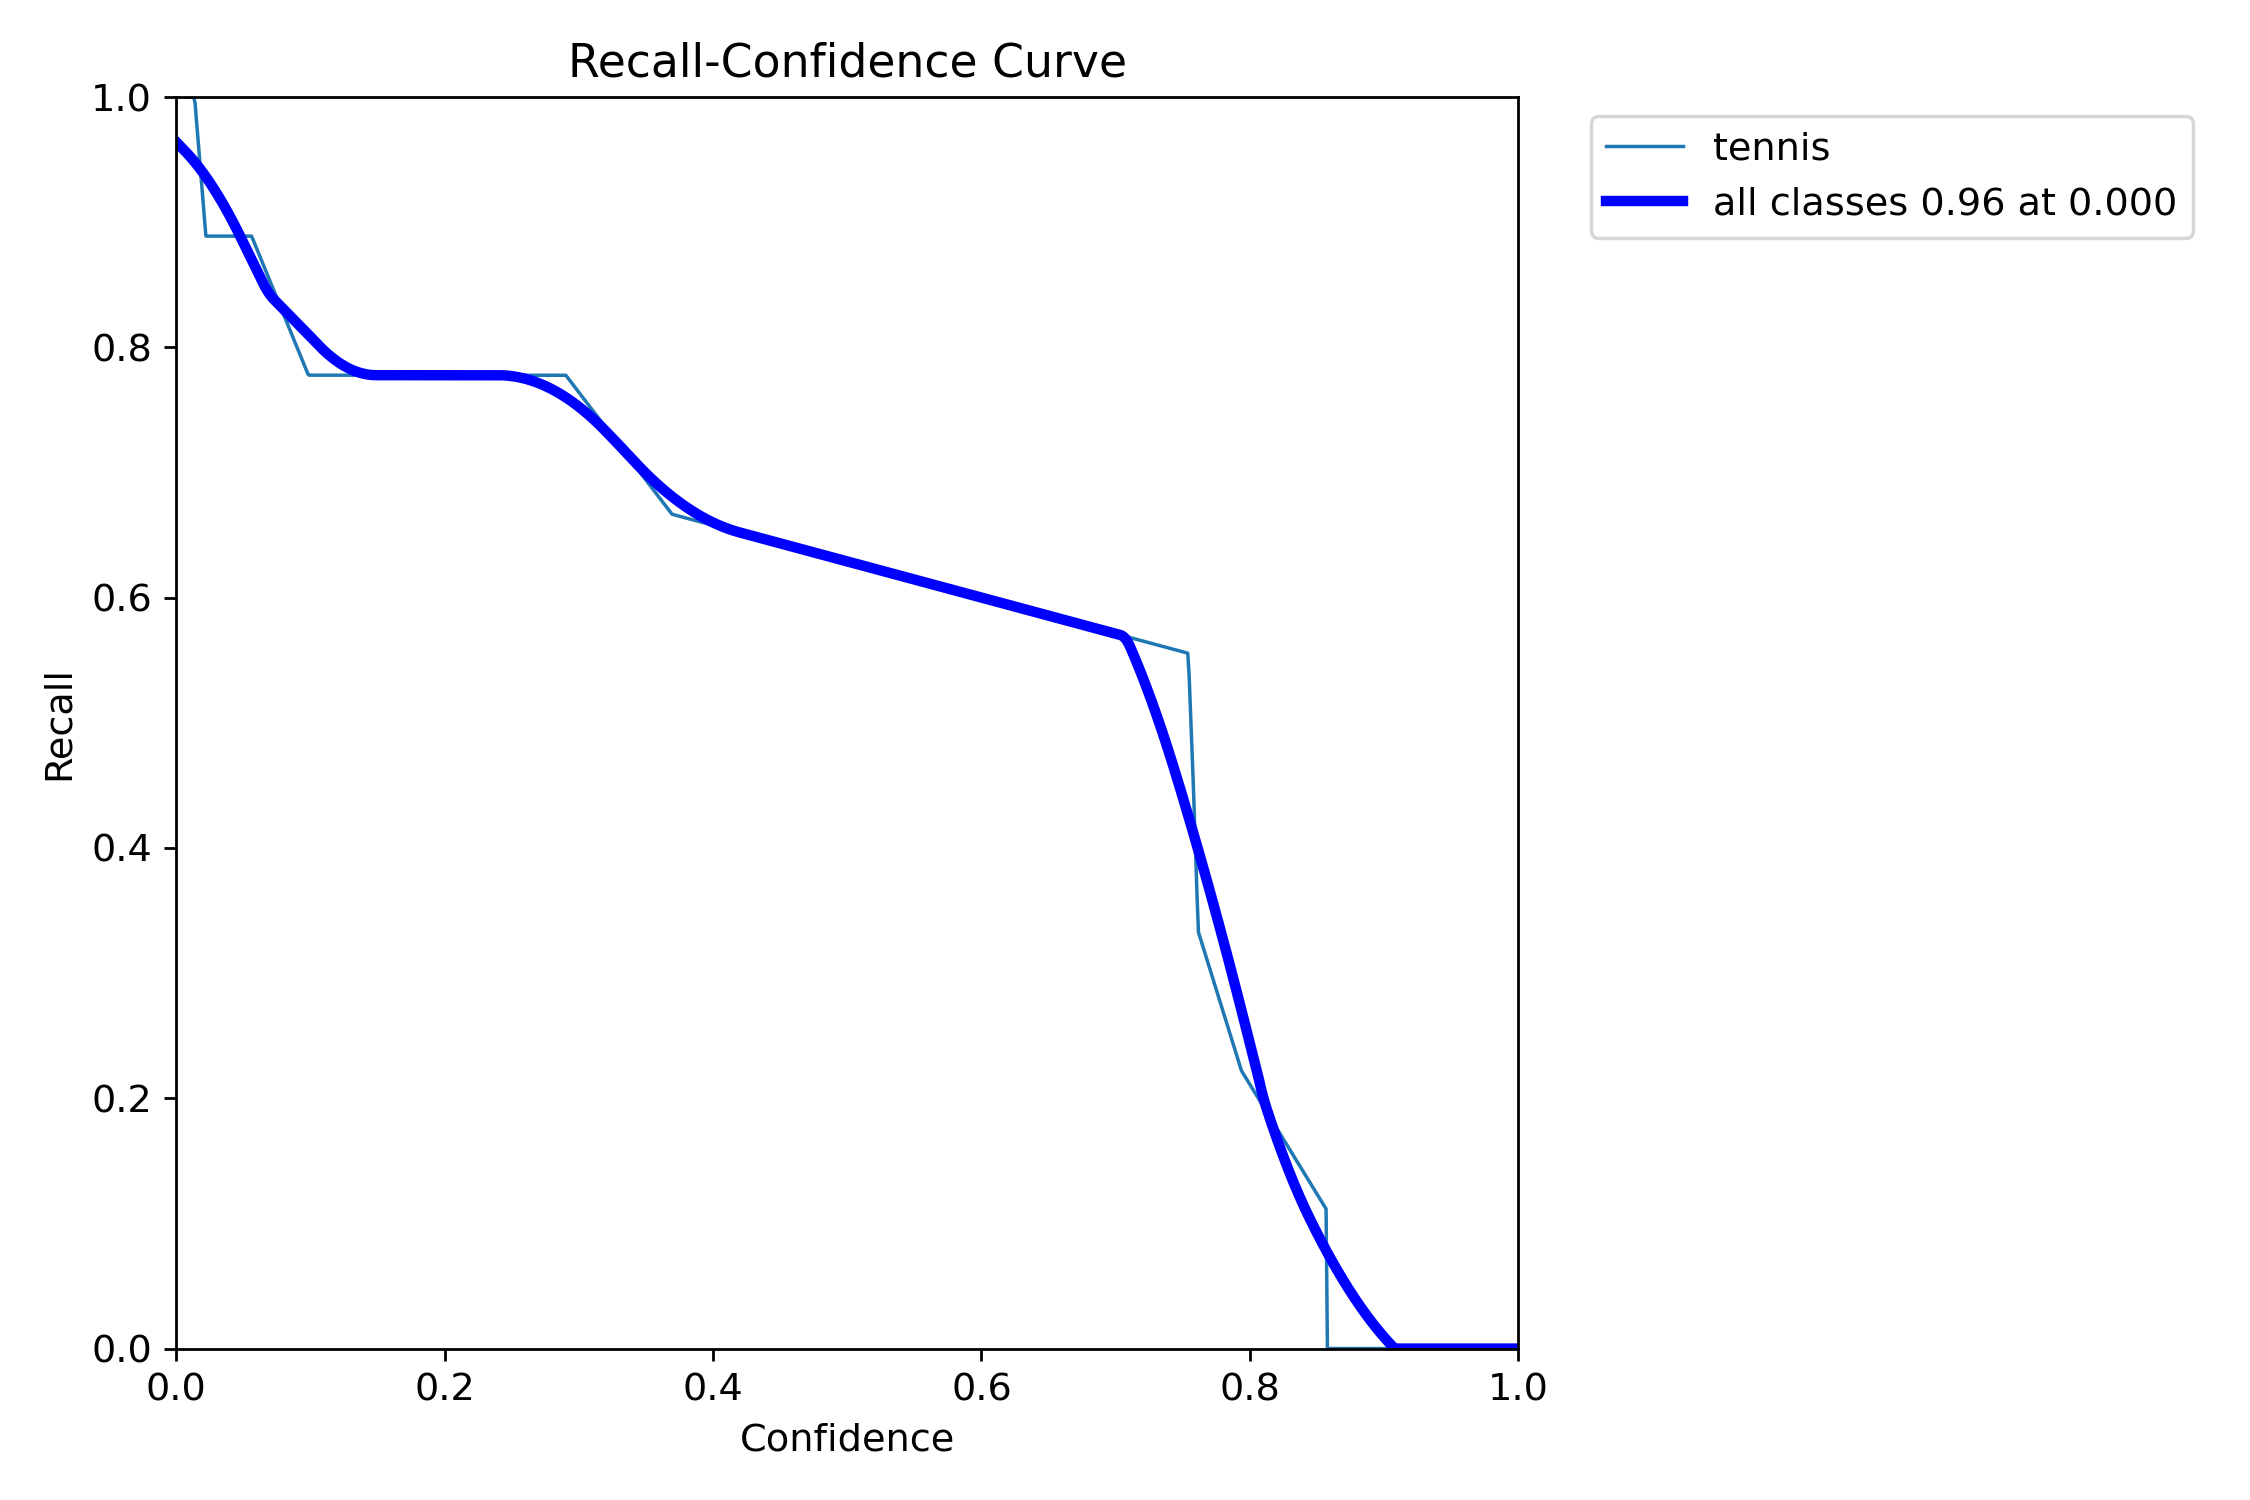 Recall-Confidence Curve
1.0
0.8
0.6
0.4
0.2
0.0
Recall
0.0 0.2 0.4 0.6 0.8 1.0
Confidence
tennis
all classes 0.96 at 0.000